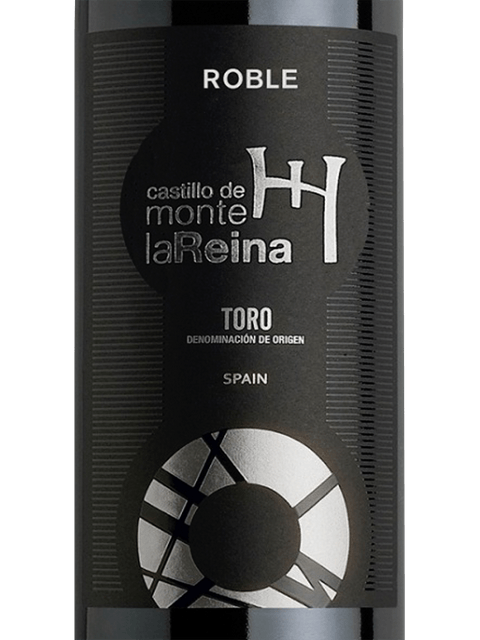 ROBLE
castillo de
monte
laReina
TORO
DENOMINACIÓN DE ORIGEN
SPAIN